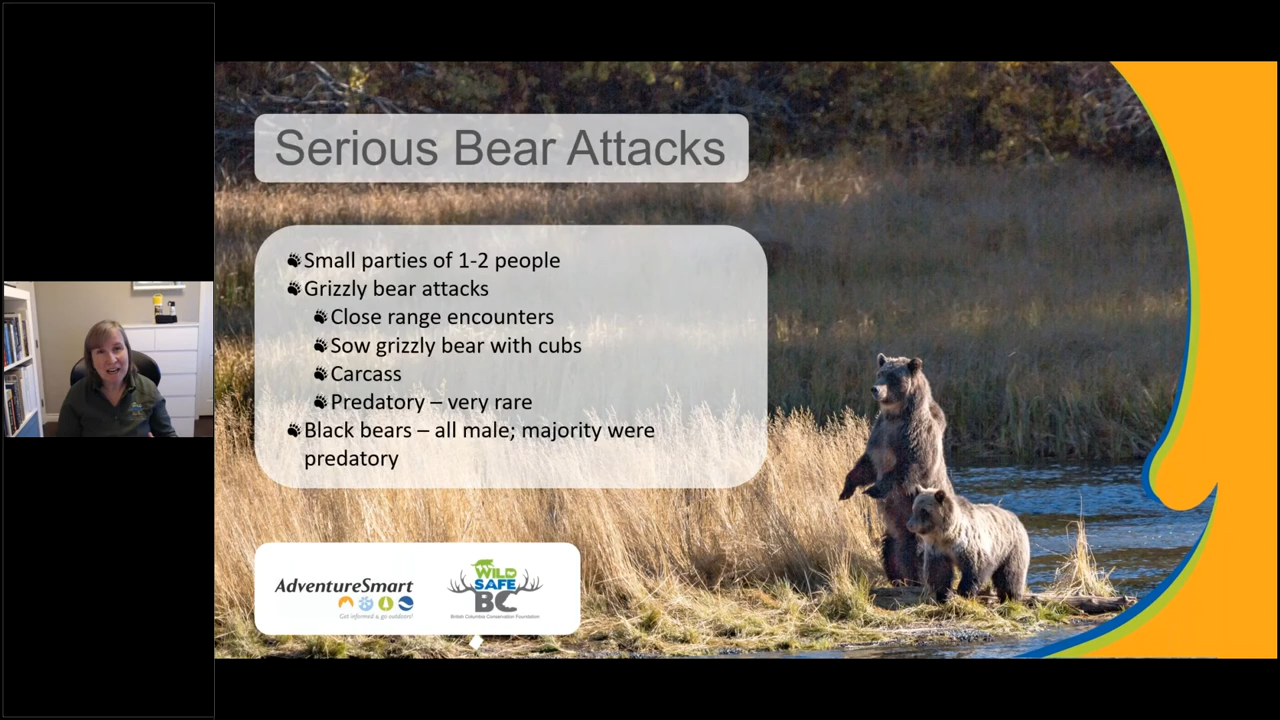 Serious Bear Attacks
Small parties of 1-2 people
Grizzly bear attacks
Close range encounters
Sow grizzly bear with cubs
Carcass
Predatory – very rare
Black bears – all male; majority were
predatory
AdventureSmart
Get informed & go outdoors!
WILD
SAFE
BC
British Columbia Conservation Foundation